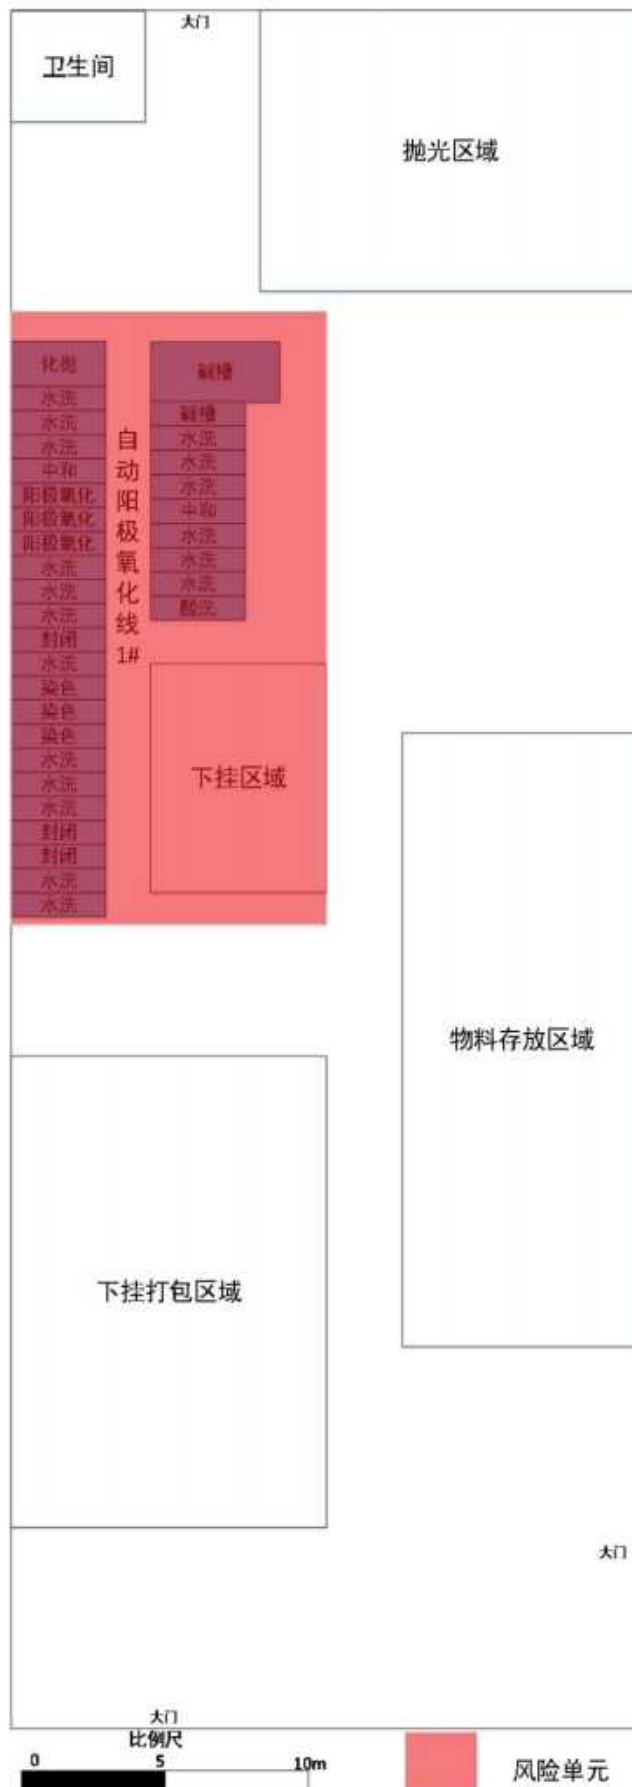 大门
卫生间
抛光区域
化抛
水洗
水洗
水洗
中和
阳极氧化
阳极氧化
阳极氧化
水洗
水洗
水洗
封闭
水洗
染色
染色
染色
水洗
水洗
水洗
封闭
封闭
水洗
水洗
自动阳极氧化线1#
碱槽
碱槽
水洗
水洗
水洗
中和
水洗
水洗
水洗
酸洗
下挂区域
物料存放区域
下挂打包区域
大门
大门
比例尺
0 5 10m
风险单元